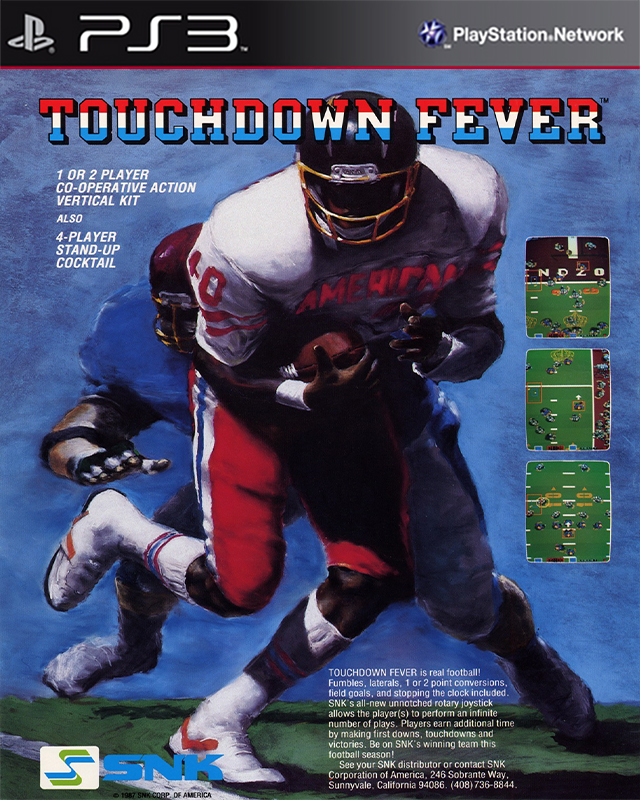 PS3™
PlayStation®Network
TOUCHDOWN FEVER™
1 OR 2 PLAYER
CO-OPERATIVE ACTION
VERTICAL KIT
ALSO
4-PLAYER
STAND-UP
COCKTAIL
40
AMERICAN
TOUCHDOWN FEVER is real football!
Fumbles, laterals, 1 or 2 point conversions,
field goals, and stopping the clock included.
SNK's all-new unnotched rotary joystick
allows the player(s) to perform an infinite
number of plays. Players earn additional time
by making first downs, touchdowns and
victories. Be on SNK's winning team this
football season!
See your SNK distributor or contact SNK
Corporation of America, 246 Sobrante Way,
Sunnyvale, California 94086. (408)736-8844.
SNK
© 1987 SNK CORP. OF AMERICA